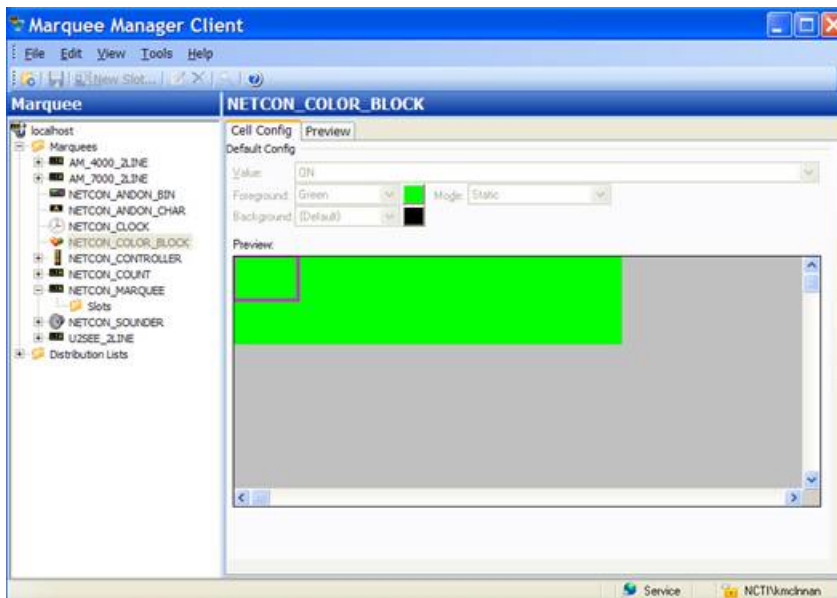 Marquee Manager Client
File Edit View Tools Help
New Slot...
Marquee
NETCON_COLOR_BLOCK
localhost
Marquees
AM_4000_2LINE
AM_7000_2LINE
NETCON_ANDON_BIN
NETCON_ANDON_CHAR
NETCON_CLOCK
NETCON_COLOR_BLOCK
NETCON_CONTROLLER
NETCON_COUNT
NETCON_MARQUEE
Slots
NETCON_SOUNDER
U2SEE_2LINE
Distribution Lists
Cell Config Preview
Default Config
Value: ON
Foreground: Green Mode: Static
Background: (Default)
Preview:
Service NCTI\kmclnnan